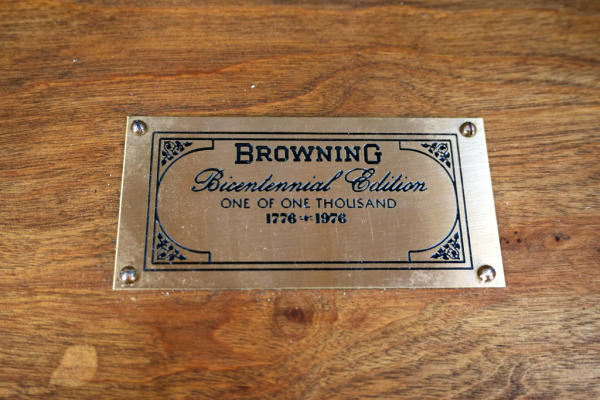 BROWNING
Bicentennial Edition
ONE OF ONE THOUSAND
1776 1976